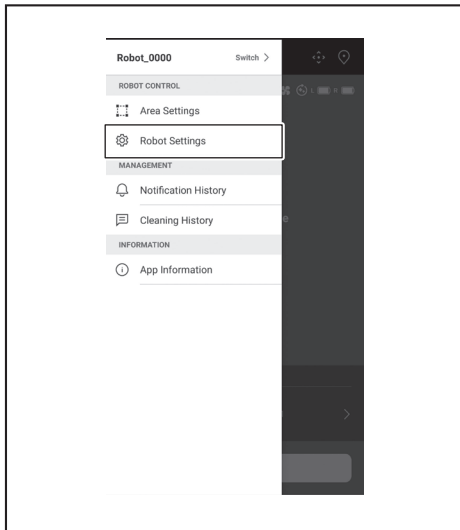 Robot_0000 Switch >
ROBOT CONTROL
Area Settings
Robot Settings
MANAGEMENT
Notification History
Cleaning History
INFORMATION
App Information
L R
e